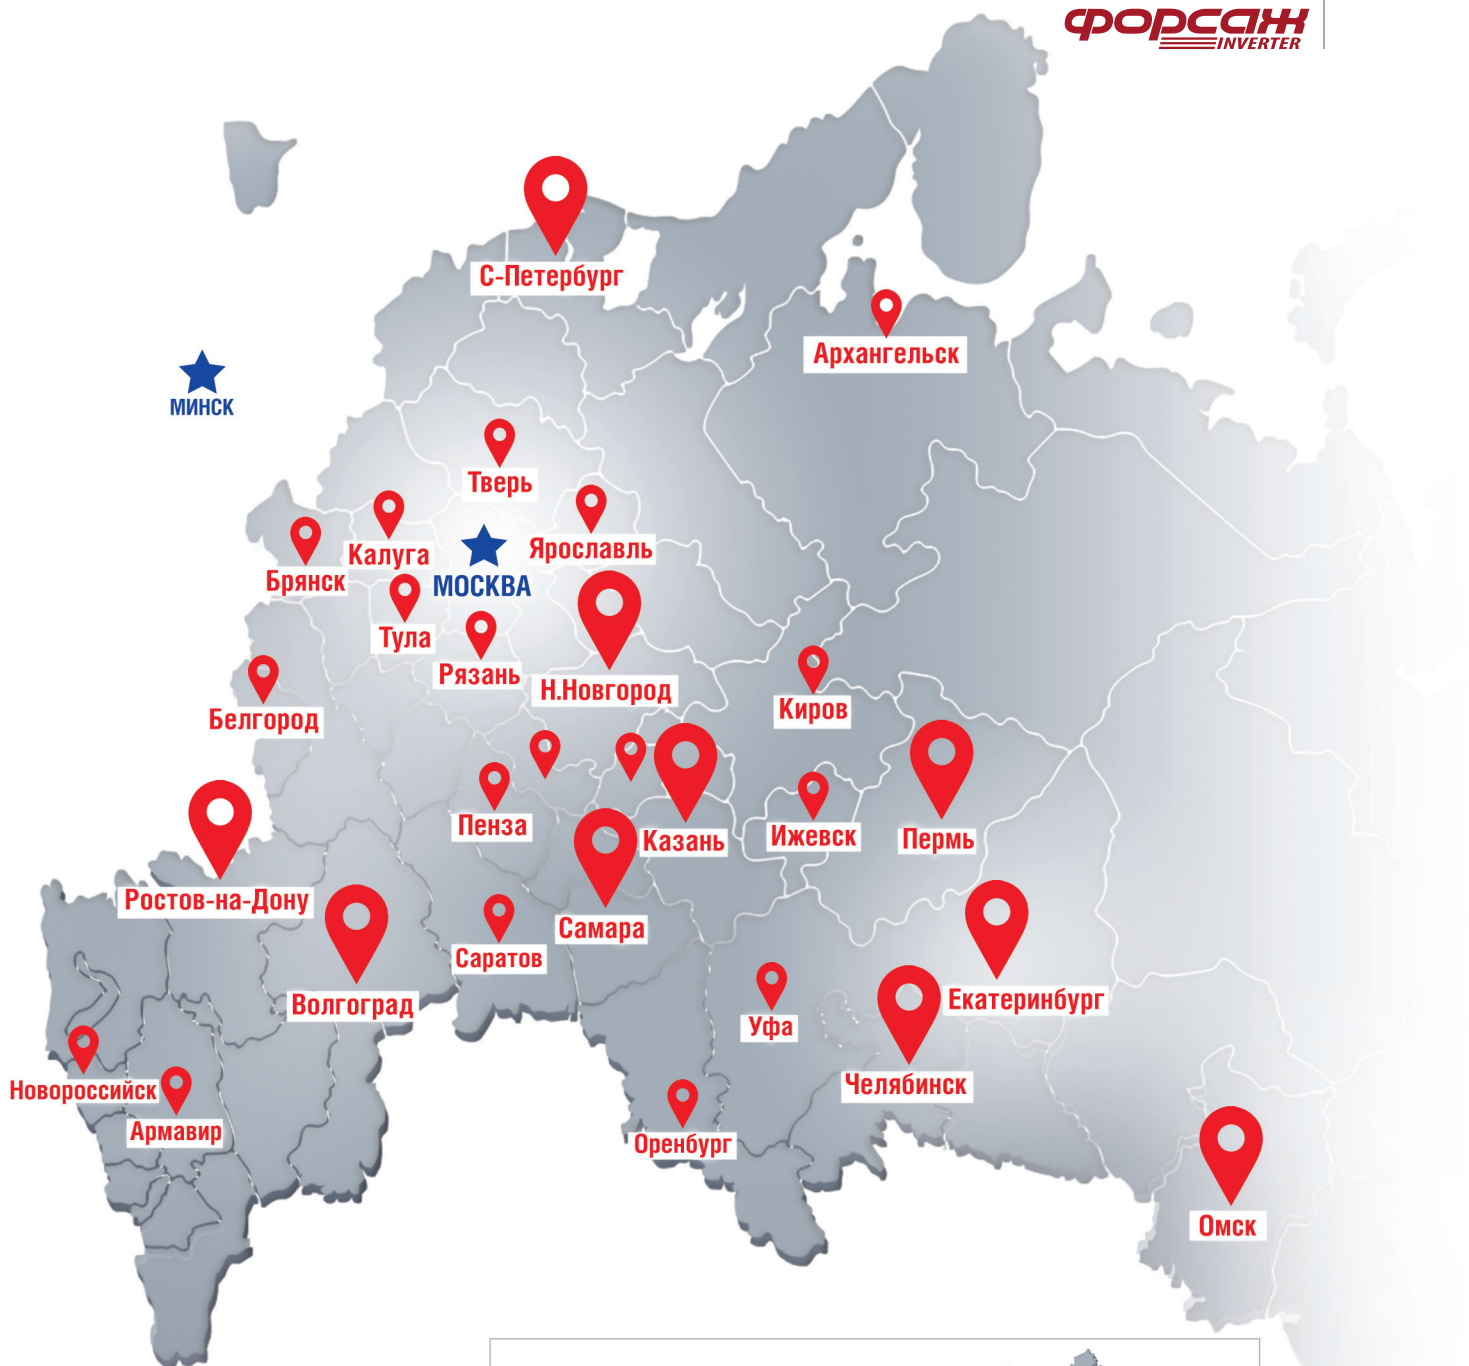 форсаж
INVERTER
С-Петербург
Архангельск
МИНСК
Тверь
Ярославль
Калуга
Брянск
МОСКВА
Тула
Рязань
Н.Новгород
Белгород
Киров
Пенза
Казань
Ижевск
Пермь
Ростов-на-Дону
Самара
Саратов
Волгоград
Екатеринбург
Уфа
Челябинск
Новороссийск
Армавир
Оренбург
Омск